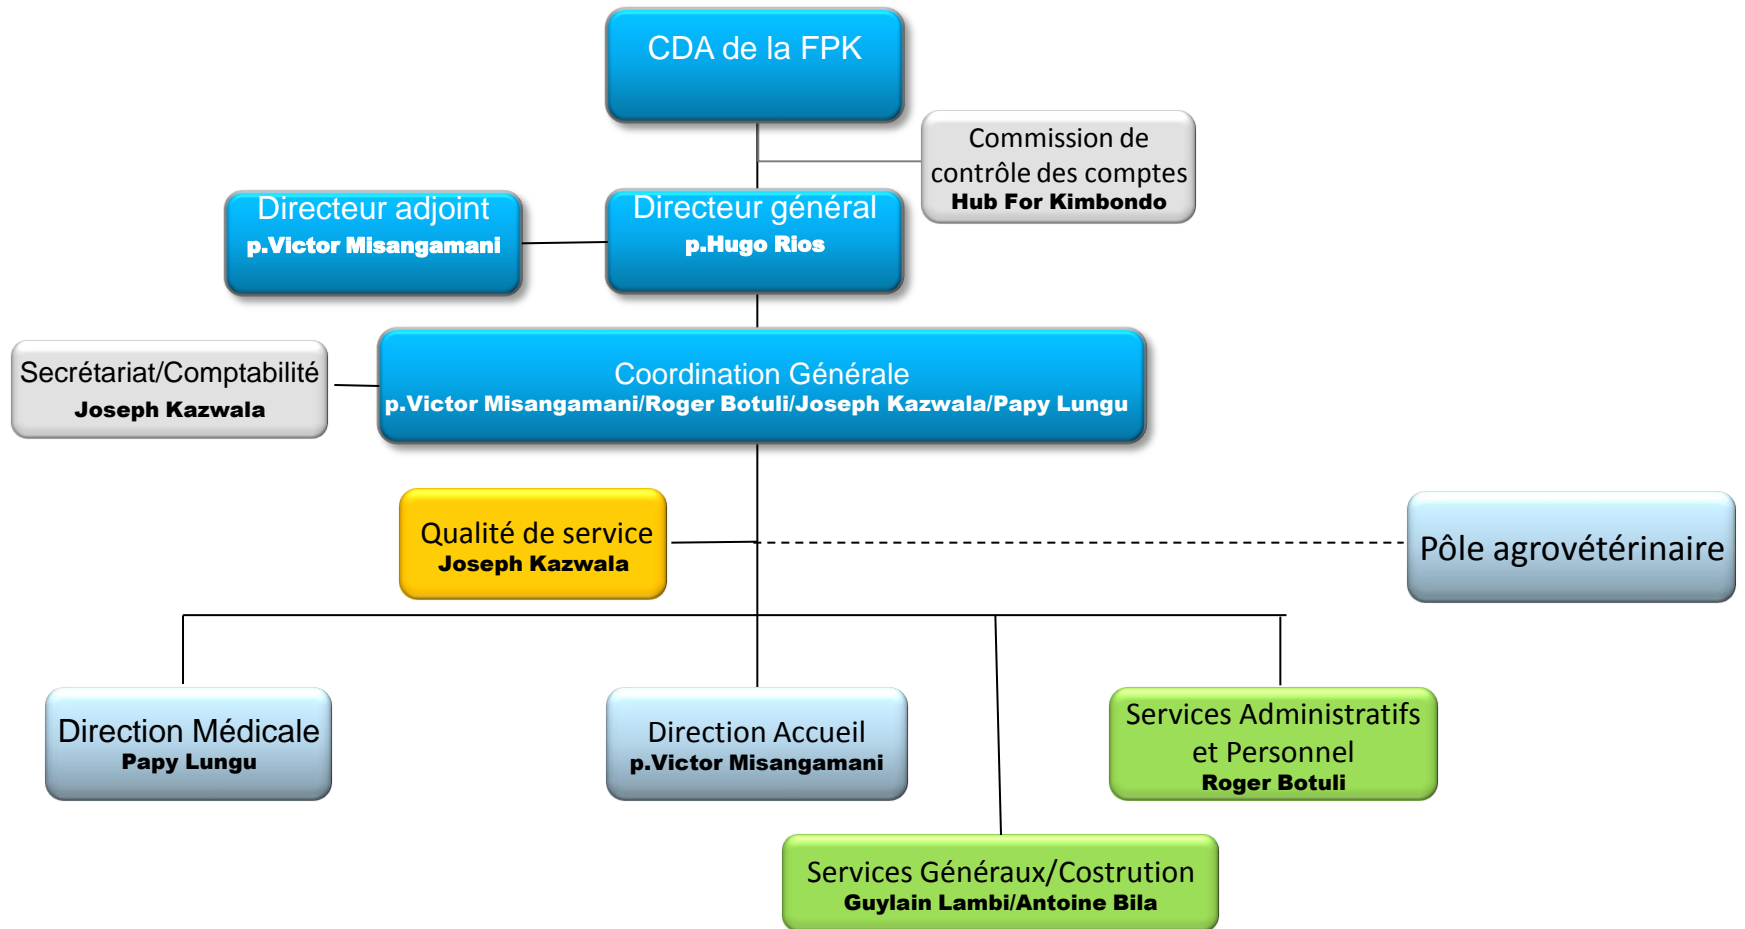 CDA de la FPK
Commission de
contrôle des comptes
Hub For Kimbondo
Directeur adjoint
p.Victor Misangamani
Directeur général
p.Hugo Rios
Secrétariat/Comptabilité
Joseph Kazwala
Coordination Générale
p.Victor Misangamani/Roger Botuli/Joseph Kazwala/Papy Lungu
Qualité de service
Joseph Kazwala
Pôle agrovétérinaire
Direction Médicale
Papy Lungu
Direction Accueil
p.Victor Misangamani
Services Administratifs
et Personnel
Roger Botuli
Services Généraux/Costrution
Guylain Lambi/Antoine Bila